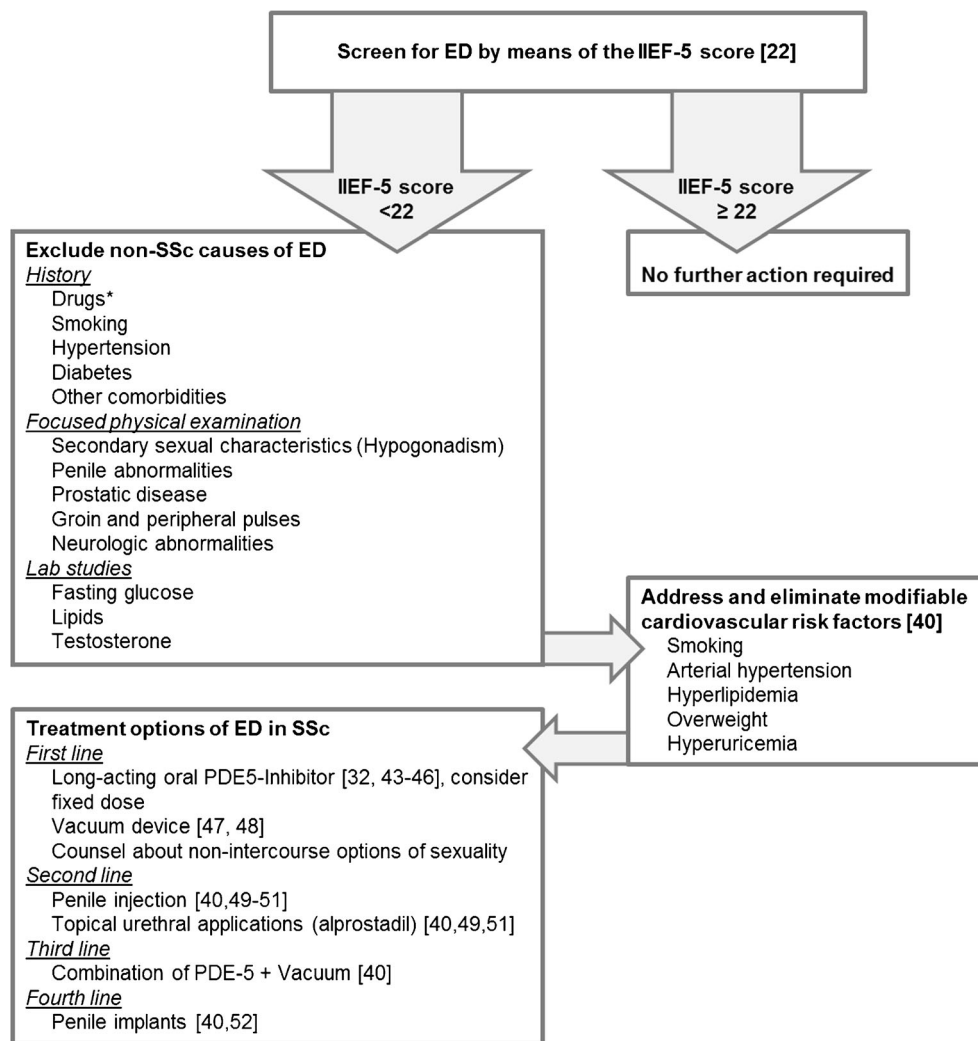 Screen for ED by means of the IIEF-5 score [22]
IIEF-5 score
<22
IIEF-5 score
≥ 22
Exclude non-SSc causes of ED
History
Drugs*
Smoking
Hypertension
Diabetes
Other comorbidities
Focused physical examination
Secondary sexual characteristics (Hypogonadism)
Penile abnormalities
Prostatic disease
Groin and peripheral pulses
Neurologic abnormalities
Lab studies
Fasting glucose
Lipids
Testosterone
No further action required
Address and eliminate modifiable
cardiovascular risk factors [40]
Smoking
Arterial hypertension
Hyperlipidemia
Overweight
Hyperuricemia
Treatment options of ED in SSc
First line
Long-acting oral PDE5-Inhibitor [32, 43-46], consider
fixed dose
Vacuum device [47, 48]
Counsel about non-intercourse options of sexuality
Second line
Penile injection [40,49-51]
Topical urethral applications (alprostadil) [40,49,51]
Third line
Combination of PDE-5 + Vacuum [40]
Fourth line
Penile implants [40,52]